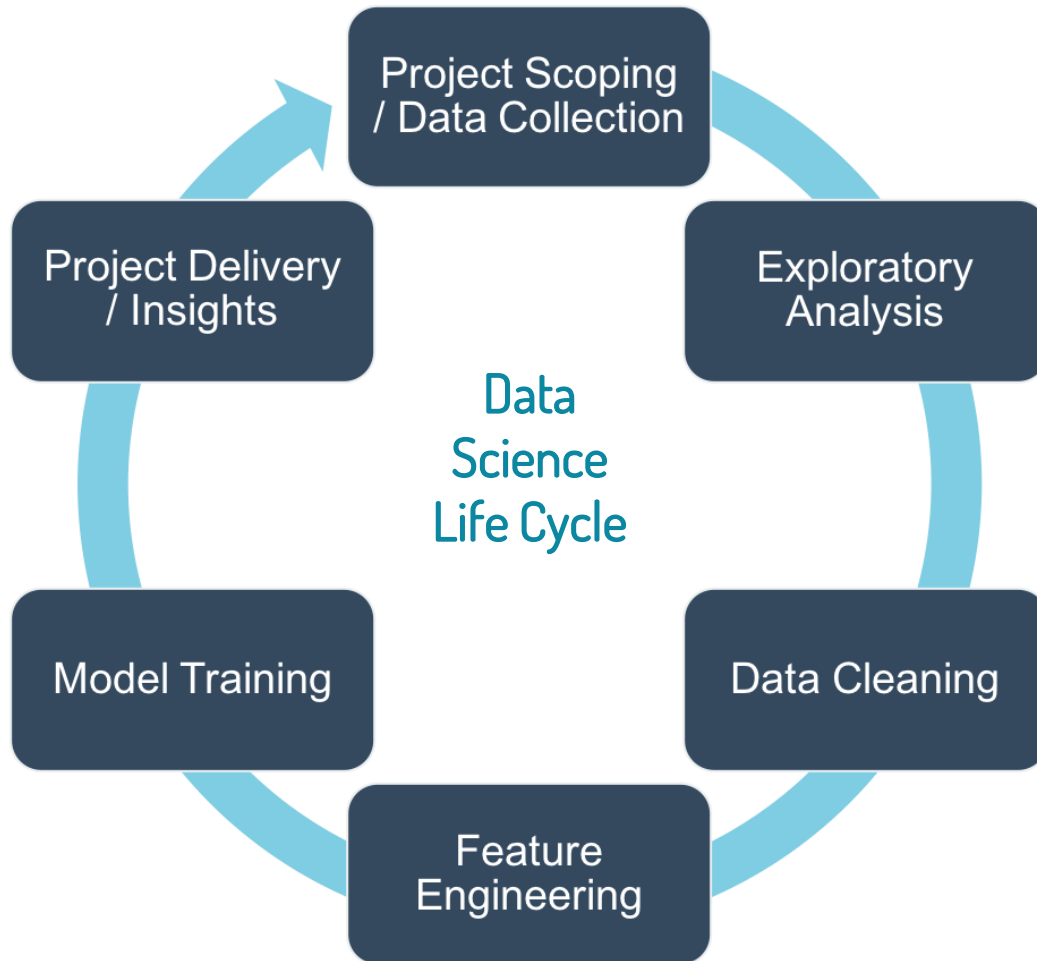 Project Scoping
/ Data Collection
Exploratory
Analysis
Data Cleaning
Feature
Engineering
Model Training
Project Delivery
/ Insights
Data
Science
Life Cycle